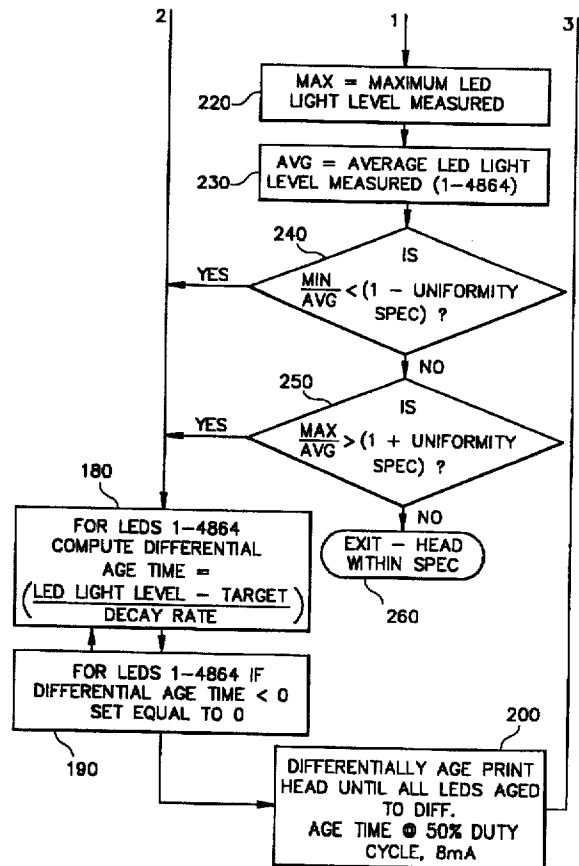 2
1
3
MAX = MAXIMUM LED
LIGHT LEVEL MEASURED
220
AVG = AVERAGE LED LIGHT
LEVEL MEASURED (1-4864)
230
240
IS
YES
MIN
AVG < (1 - UNIFORMITY
SPEC) ?
NO
250
IS
YES
MAX
AVG > (1 + UNIFORMITY
SPEC) ?
NO
180
FOR LEDS 1-4864
COMPUTE DIFFERENTIAL
AGE TIME =
(LED LIGHT LEVEL - TARGET
DECAY RATE)
EXIT - HEAD
WITHIN SPEC
260
FOR LEDS 1-4864 IF
DIFFERENTIAL AGE TIME < 0
SET EQUAL TO 0
190
200
DIFFERENTIALLY AGE PRINT
HEAD UNTIL ALL LEDS AGED
TO DIFF.
AGE TIME @ 50% DUTY
CYCLE, 8mA